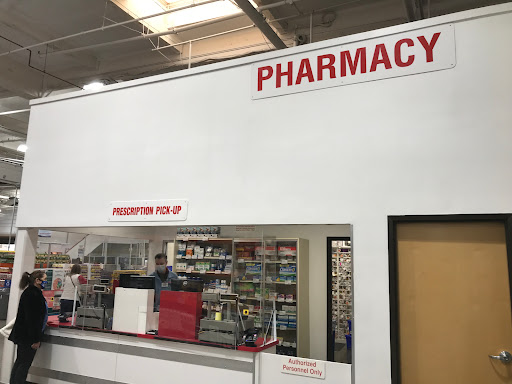 PHARMACY
PRESCRIPTION PICK-UP
Authorized
Personnel Only